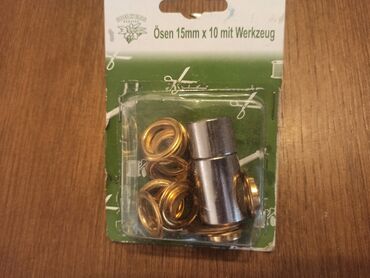 Ösen 15mm x 10 mit Werkzeug